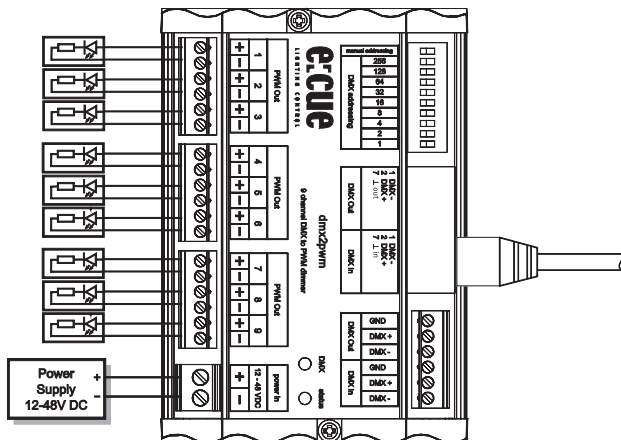 Power
Supply
12-48V DC
+
-
+ - + - + -
1 2 3
PWM Out
+ - + - + -
4 5 6
PWM Out
+ - + - + -
7 8 9
PWM Out
+ -
12 - 48 VDC
power in
e:cue
LIGHTING CONTROL
dmx2pwm
9 channel DMX to PWM dimmer
DMX
status
manual addressing
256
128
64
32
16
8
4
2
1
DMX addressing
1 DMX -
2 DMX +
7 ⊥ out
DMX Out
1 DMX -
2 DMX +
7 ⊥ in
DMX In
GND
DMX +
DMX -
DMX Out
GND
DMX +
DMX -
DMX In